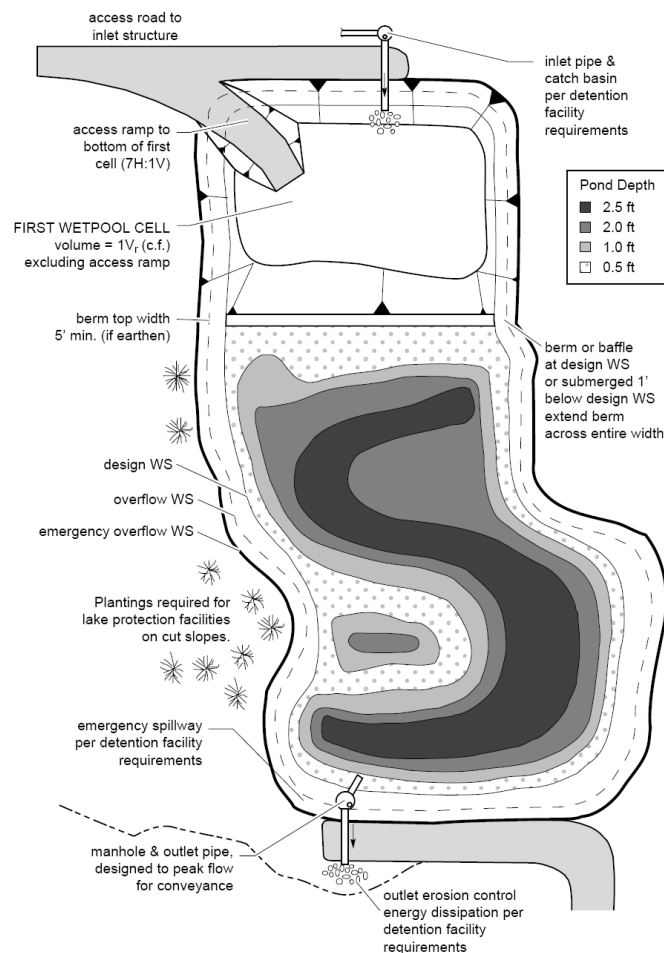 access road to
inlet structure
inlet pipe &
catch basin
per detention
facility
requirements
access ramp to
bottom of first
cell (7H:1V)
Pond Depth
2.5 ft
2.0 ft
1.0 ft
0.5 ft
FIRST WETPOOL CELL
volume = 1Vr (c.f.)
excluding access ramp
berm top width
5' min. (if earthen)
berm or baffle
at design WS
or submerged 1'
below design WS
extend berm
across entire width
design WS
overflow WS
emergency overflow WS
Plantings required for
lake protection facilities
on cut slopes.
emergency spillway
per detention facility
requirements
manhole & outlet pipe,
designed to peak flow
for conveyance
outlet erosion control
energy dissipation per
detention facility
requirements